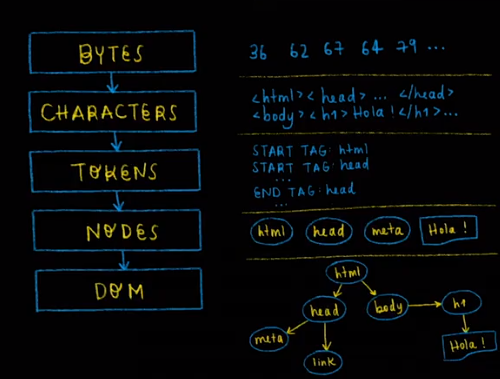 BYTES
36 62 67 64 79 ...
CHARACTERS
<html><head> ... </head>
<body><h1>Hola!</h1>...
TOKENS
START TAG: html
START TAG: head
...
END TAG: head
...
NODES
html head meta Hola!
DOM
html
head body h1
meta link Hola!